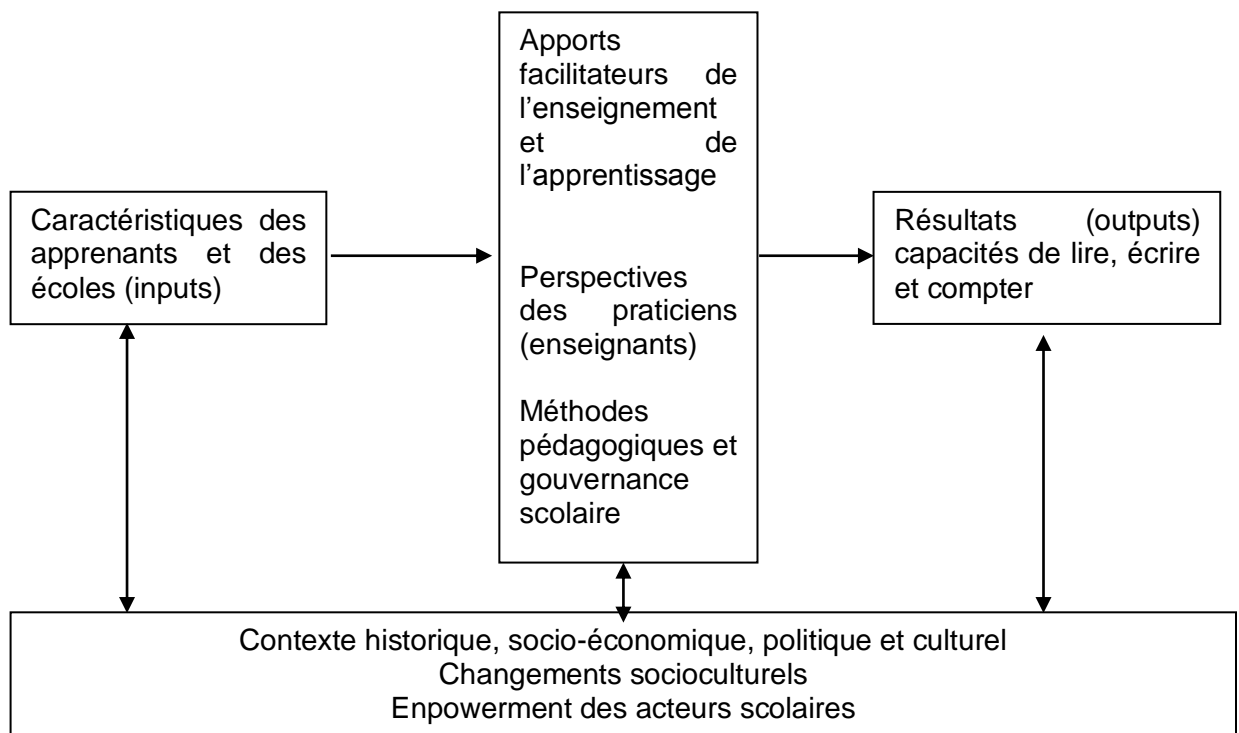 Apports
facilitateurs de
l’enseignement
et de
l’apprentissage
Perspectives
des praticiens
(enseignants)
Méthodes
pédagogiques et
gouvernance
scolaire
Caractéristiques des
apprenants et des
écoles (inputs)
Résultats (outputs)
capacités de lire, écrire
et compter
Contexte historique, socio-économique, politique et culturel
Changements socioculturels
Enpowerment des acteurs scolaires